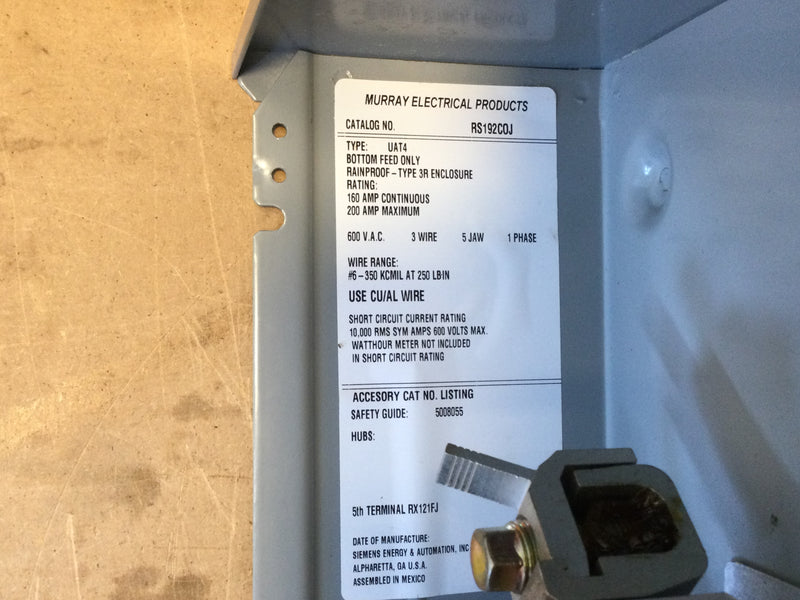 MURRAY ELECTRICAL PRODUCTS
CATALOG NO. RS192COJ
TYPE: UAT4
BOTTOM FEED ONLY
RAINPROOF - TYPE 3R ENCLOSURE
RATING:
160 AMP CONTINUOUS
200 AMP MAXIMUM
600 V.A.C. 3 WIRE 5 JAW 1 PHASE
WIRE RANGE:
#6 - 350 KCMIL AT 250 LB·IN
USE CU/AL WIRE
SHORT CIRCUIT CURRENT RATING
10,000 RMS SYM AMPS 600 VOLTS MAX.
WATTHOUR METER NOT INCLUDED
IN SHORT CIRCUIT RATING
ACCESORY CAT NO. LISTING
SAFETY GUIDE: 5008055
HUBS:
5th TERMINAL RX121FJ
DATE OF MANUFACTURE:
SIEMENS ENERGY & AUTOMATION, INC
ALPHARETTA, GA U.S.A.
ASSEMBLED IN MEXICO